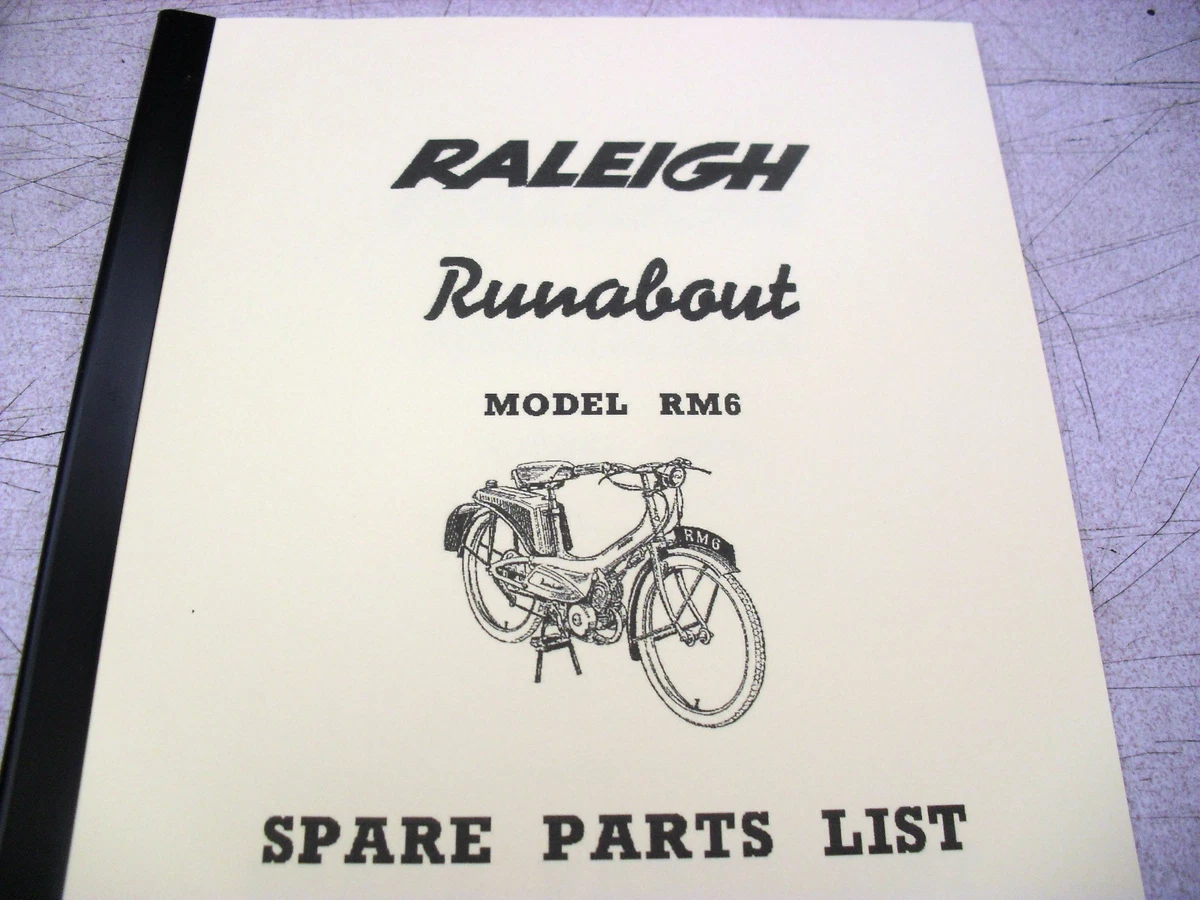 RALEIGH
Runabout
MODEL RM6
RM6
SPARE PARTS LIST